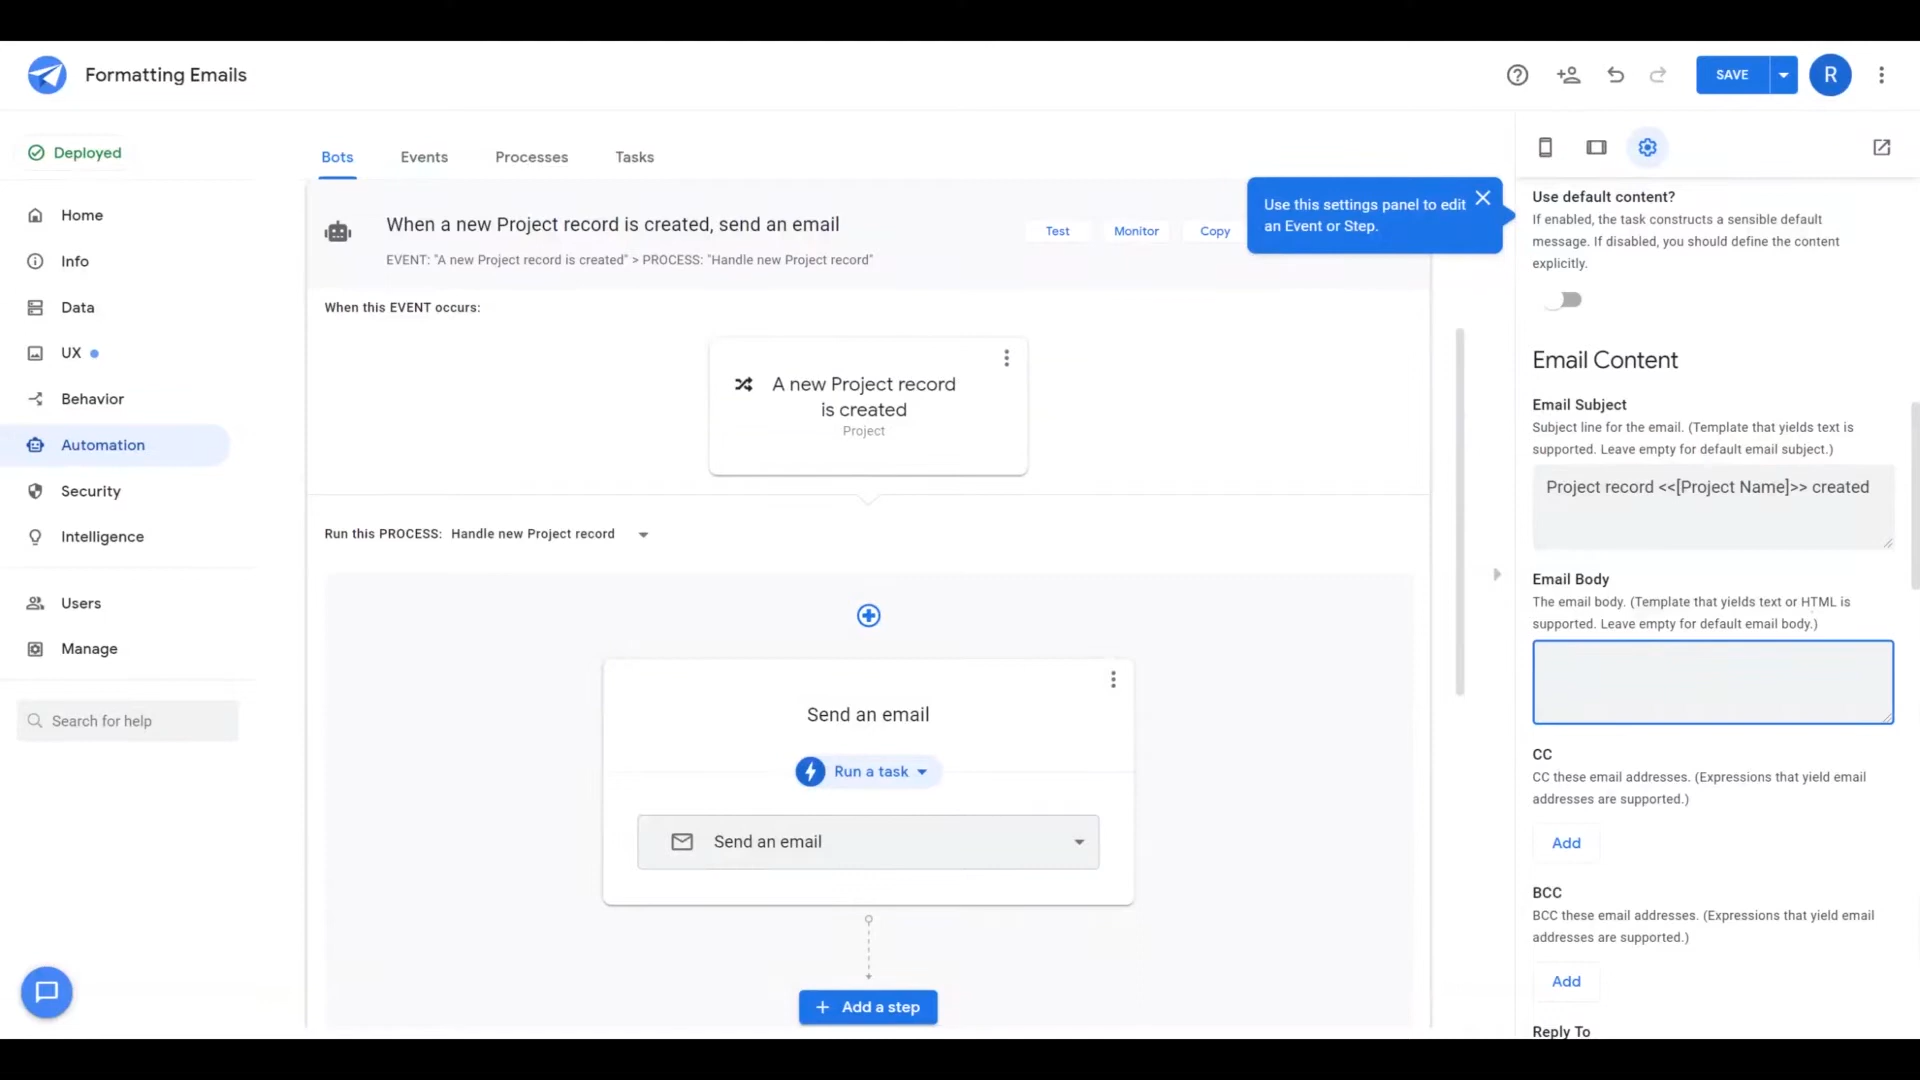 Formatting Emails
SAVE
R
Deployed
Home
Info
Data
UX
Behavior
Automation
Security
Intelligence
Users
Manage
Search for help
Bots
Events
Processes
Tasks
When a new Project record is created, send an email
EVENT: "A new Project record is created" > PROCESS: "Handle new Project record"
Test
Monitor
Copy
Use this settings panel to edit
an Event or Step.
When this EVENT occurs:
A new Project record
is created
Project
Run this PROCESS: Handle new Project record
Send an email
Run a task
Send an email
+ Add a step
Use default content?
If enabled, the task constructs a sensible default
message. If disabled, you should define the content
explicitly.
Email Content
Email Subject
Subject line for the email. (Template that yields text is
supported. Leave empty for default email subject.)
Project record <<[Project Name]>> created
Email Body
The email body. (Template that yields text or HTML is
supported. Leave empty for default email body.)
CC
CC these email addresses. (Expressions that yield email
addresses are supported.)
Add
BCC
BCC these email addresses. (Expressions that yield email
addresses are supported.)
Add
Reply To